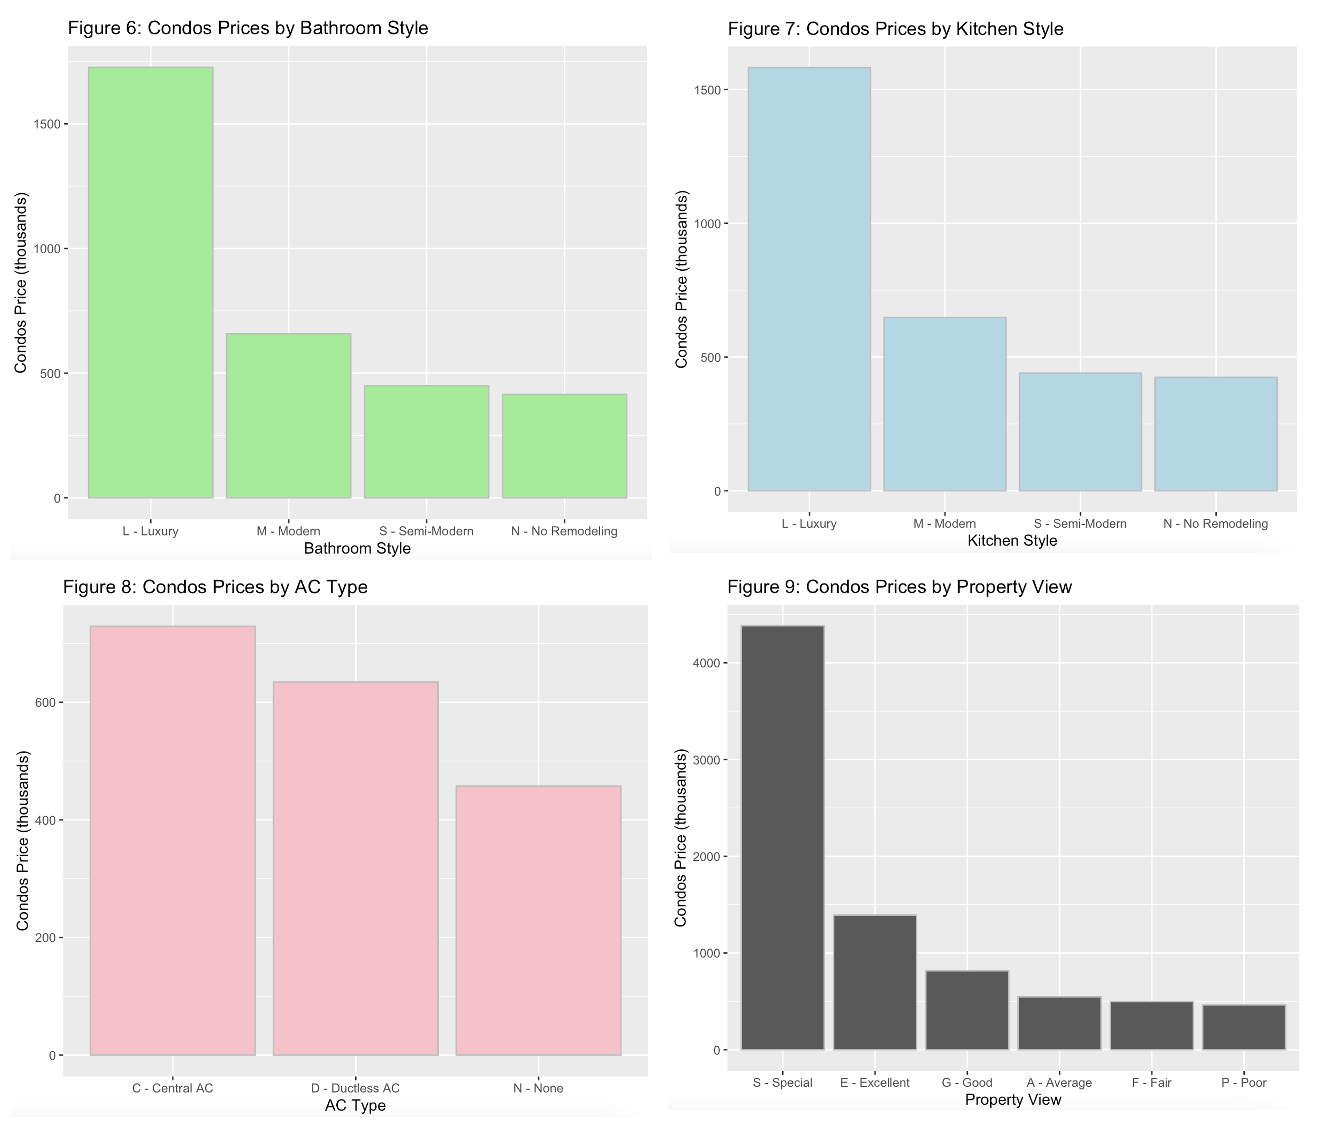 Figure 6: Condos Prices by Bathroom Style
Condos Price (thousands)
1500
1000
500
0
L - Luxury
M - Modern
S - Semi-Modern
N - No Remodeling
Bathroom Style
Figure 7: Condos Prices by Kitchen Style
Condos Price (thousands)
1500
1000
500
0
L - Luxury
M - Modern
S - Semi-Modern
N - No Remodeling
Kitchen Style
Figure 8: Condos Prices by AC Type
Condos Price (thousands)
600
400
200
0
C - Central AC
D - Ductless AC
N - None
AC Type
Figure 9: Condos Prices by Property View
Condos Price (thousands)
4000
3000
2000
1000
0
S - Special
E - Excellent
G - Good
A - Average
F - Fair
P - Poor
Property View